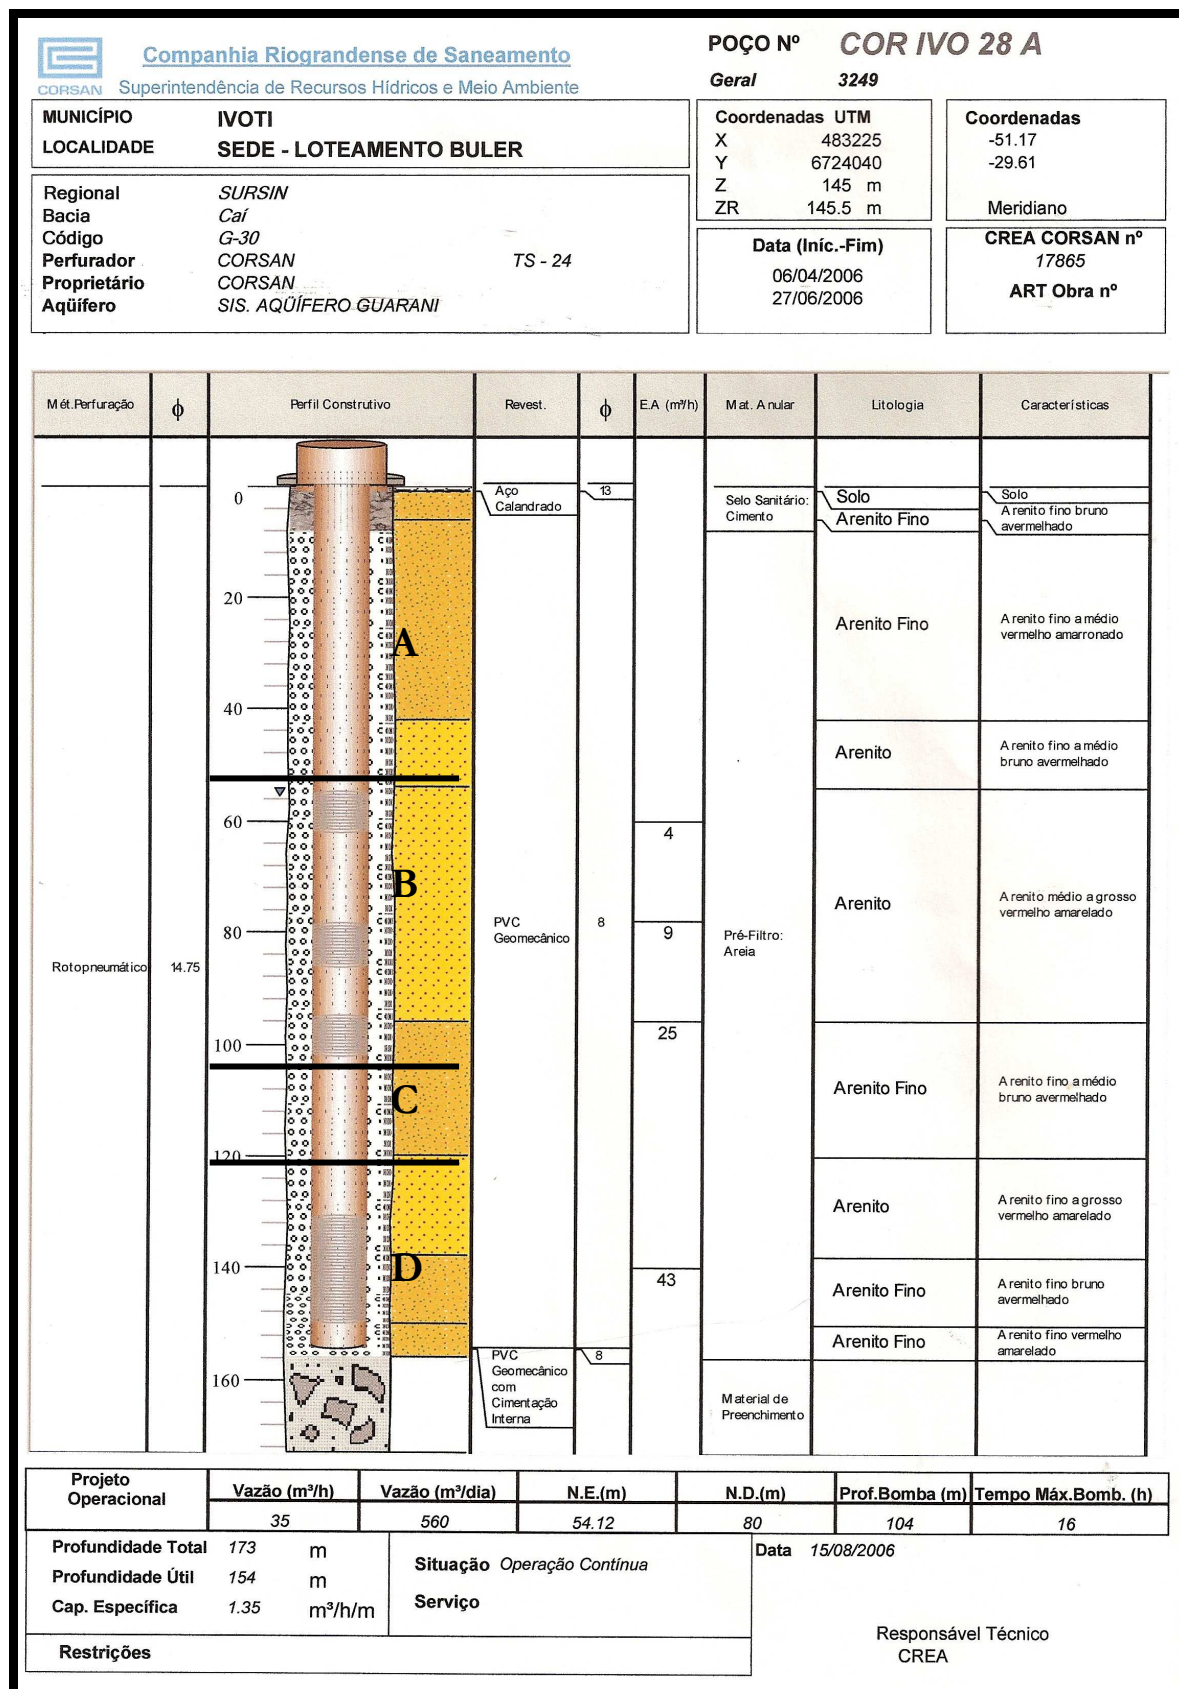 CORSAN
Companhia Riograndense de Saneamento
Superintendência de Recursos Hídricos e Meio Ambiente
POÇO Nº COR IVO 28 A
Geral 3249
MUNICÍPIO IVOTI
LOCALIDADE SEDE - LOTEAMENTO BULER
Coordenadas UTM
X 483225
Y 6724040
Z 145 m
ZR 145.5 m
Coordenadas
-51.17
-29.61
Meridiano
Regional SURSIN
Bacia Caí
Código G-30
Perfurador CORSAN TS - 24
Proprietário CORSAN
Aqüífero SIS. AQÜÍFERO GUARANI
Data (Iníc.-Fim)
06/04/2006
27/06/2006
CREA CORSAN nº
17865
ART Obra nº
Mét.Perfuração ϕ Perfil Construtivo Revest. ϕ E.A (m³/h) Mat. Anular Litologia Características
0
20
40
60
80
100
120
140
160
A
B
C
D
Rotopneumático 14.75
Aço
Calandrado
13
PVC
Geomecânico
8
PVC
Geomecânico
com
Cimentação
Interna
8
4
9
25
43
Selo Sanitário:
Cimento
Pré-Filtro:
Areia
Material de
Preenchimento
Solo
Arenito Fino
Arenito Fino
Arenito
Arenito
Arenito Fino
Arenito
Arenito Fino
Arenito Fino
Solo
Arenito fino bruno
avermelhado
Arenito fino a médio
vermelho amarronado
Arenito fino a médio
bruno avermelhado
Arenito médio a grosso
vermelho amarelado
Arenito fino a médio
bruno avermelhado
Arenito fino a grosso
vermelho amarelado
Arenito fino bruno
avermelhado
Arenito fino vermelho
amarelado
Projeto
Operacional
Vazão (m³/h) Vazão (m³/dia) N.E.(m) N.D.(m) Prof.Bomba (m) Tempo Máx.Bomb. (h)
35 560 54.12 80 104 16
Profundidade Total 173 m
Profundidade Útil 154 m
Cap. Específica 1.35 m³/h/m
Situação Operação Contínua
Serviço
Data 15/08/2006
Restrições
Responsável Técnico
CREA